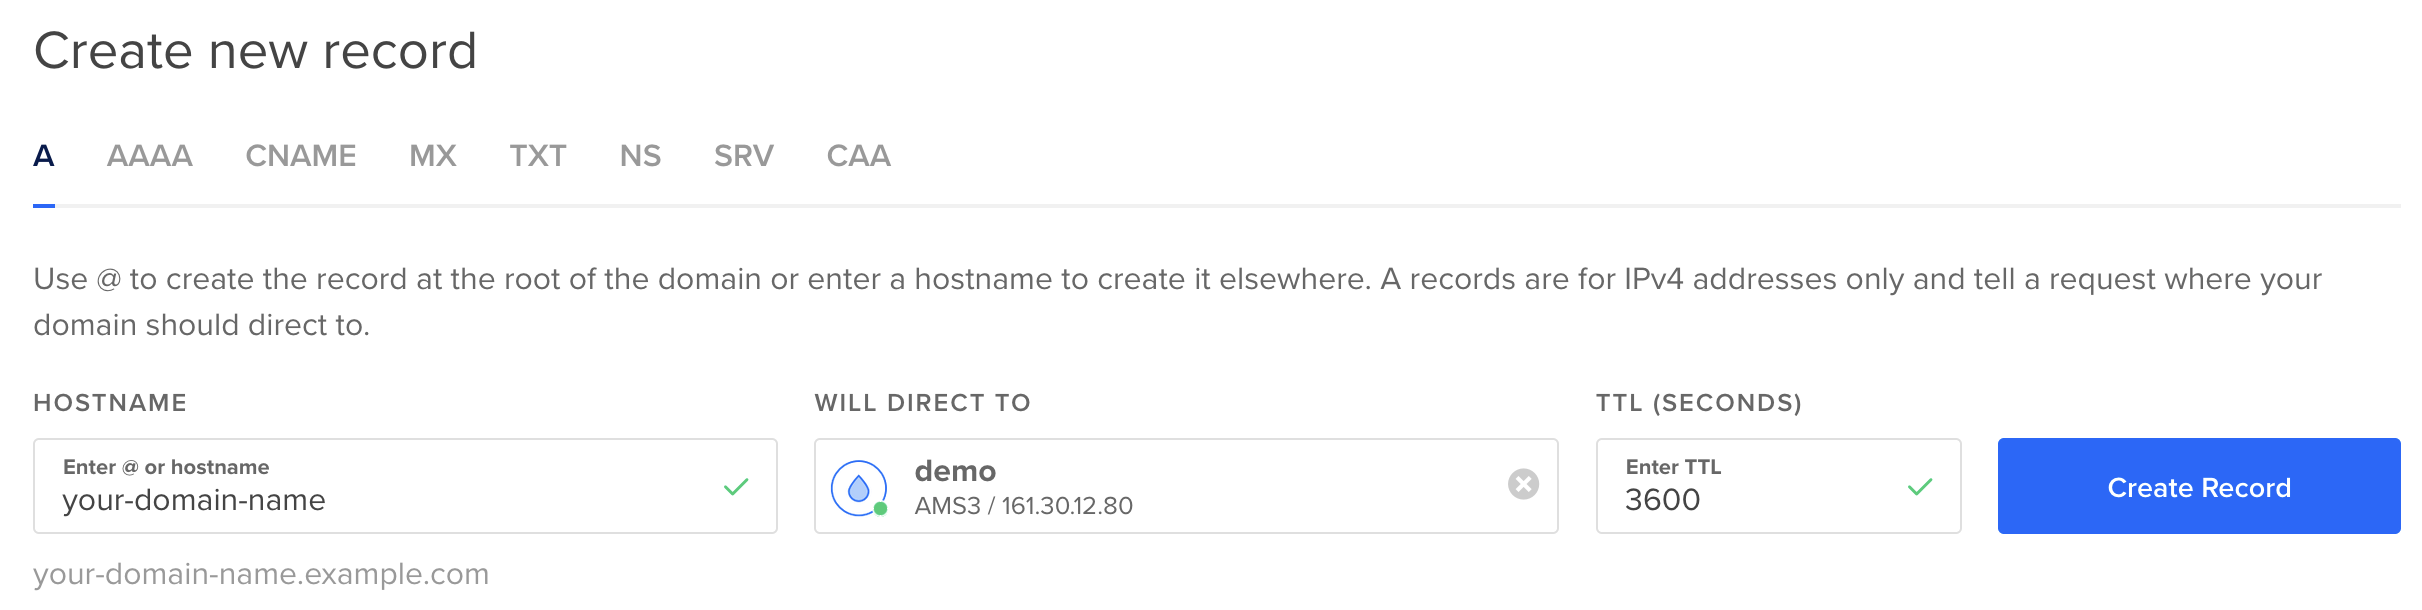 Create new record
A AAAA CNAME MX TXT NS SRV CAA
Use @ to create the record at the root of the domain or enter a hostname to create it elsewhere. A records are for IPv4 addresses only and tell a request where your
domain should direct to.
HOSTNAME
Enter @ or hostname
your-domain-name
your-domain-name.example.com
WILL DIRECT TO
demo
AMS3 / 161.30.12.80
TTL (SECONDS)
Enter TTL
3600
Create Record